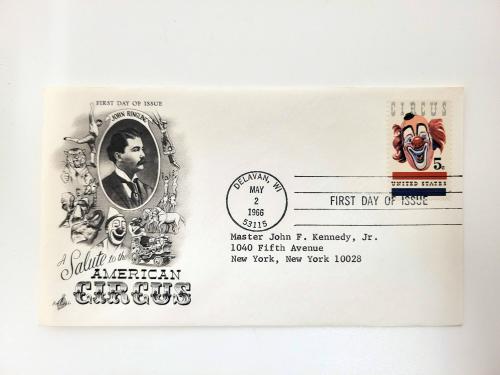 FIRST DAY OF ISSUE
JOHN RINGLING
A Salute to the
AMERICAN
CIRCUS
DELAVAN, WI
MAY
2
1966
53115
FIRST DAY OF ISSUE
CIRCUS
5c
UNITED STATES
Master John F. Kennedy, Jr.
1040 Fifth Avenue
New York, New York 10028